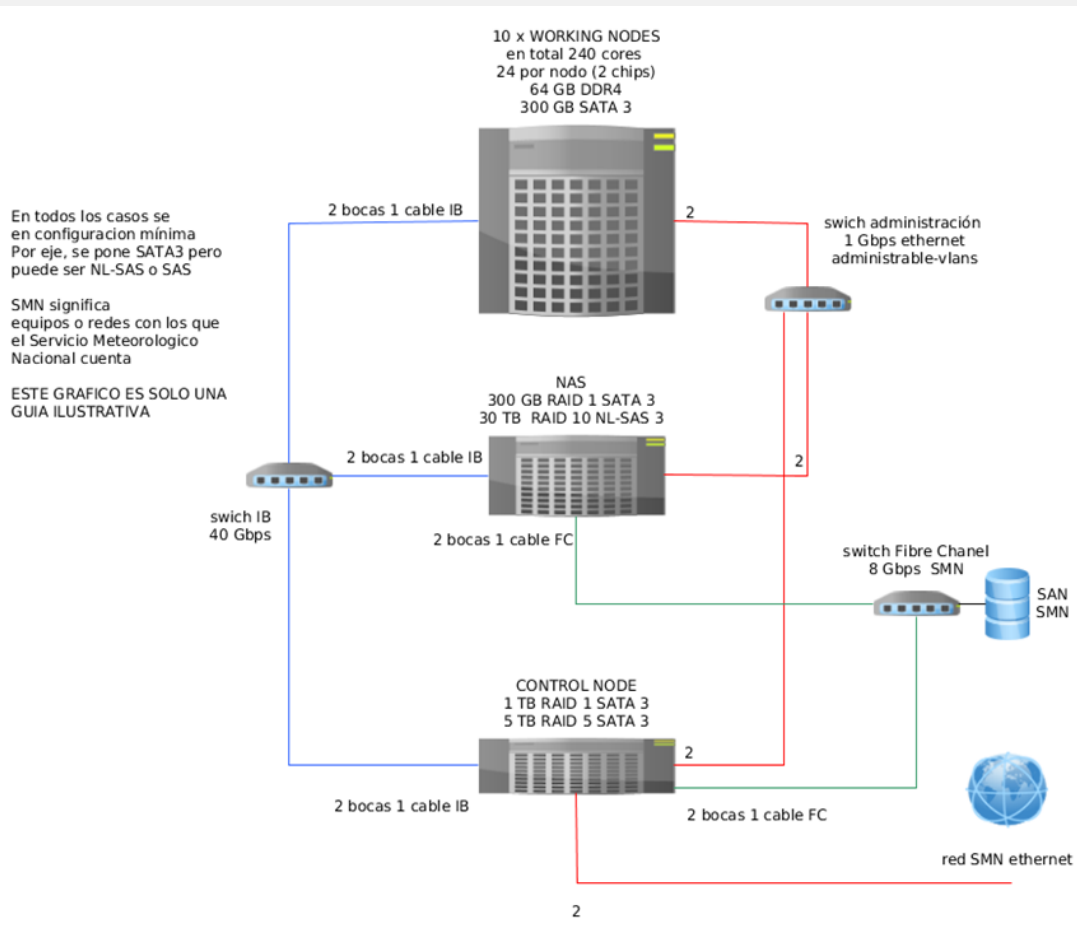 10 x WORKING NODES
en total 240 cores
24 por nodo (2 chips)
64 GB DDR4
300 GB SATA 3
2 bocas 1 cable IB
2
En todos los casos se
en configuracion mínima
Por eje, se pone SATA3 pero
puede ser NL-SAS o SAS
SMN significa
equipos o redes con los que
el Servicio Meteorologico
Nacional cuenta
ESTE GRAFICO ES SOLO UNA
GUIA ILUSTRATIVA
swich administración
1 Gbps ethernet
administrable-vlans
NAS
300 GB RAID 1 SATA 3
30 TB RAID 10 NL-SAS 3
2 bocas 1 cable IB
2
swich IB
40 Gbps
2 bocas 1 cable FC
switch Fibre Chanel
8 Gbps SMN
SAN
SMN
CONTROL NODE
1 TB RAID 1 SATA 3
5 TB RAID 5 SATA 3
2
2 bocas 1 cable IB
2 bocas 1 cable FC
red SMN ethernet
2